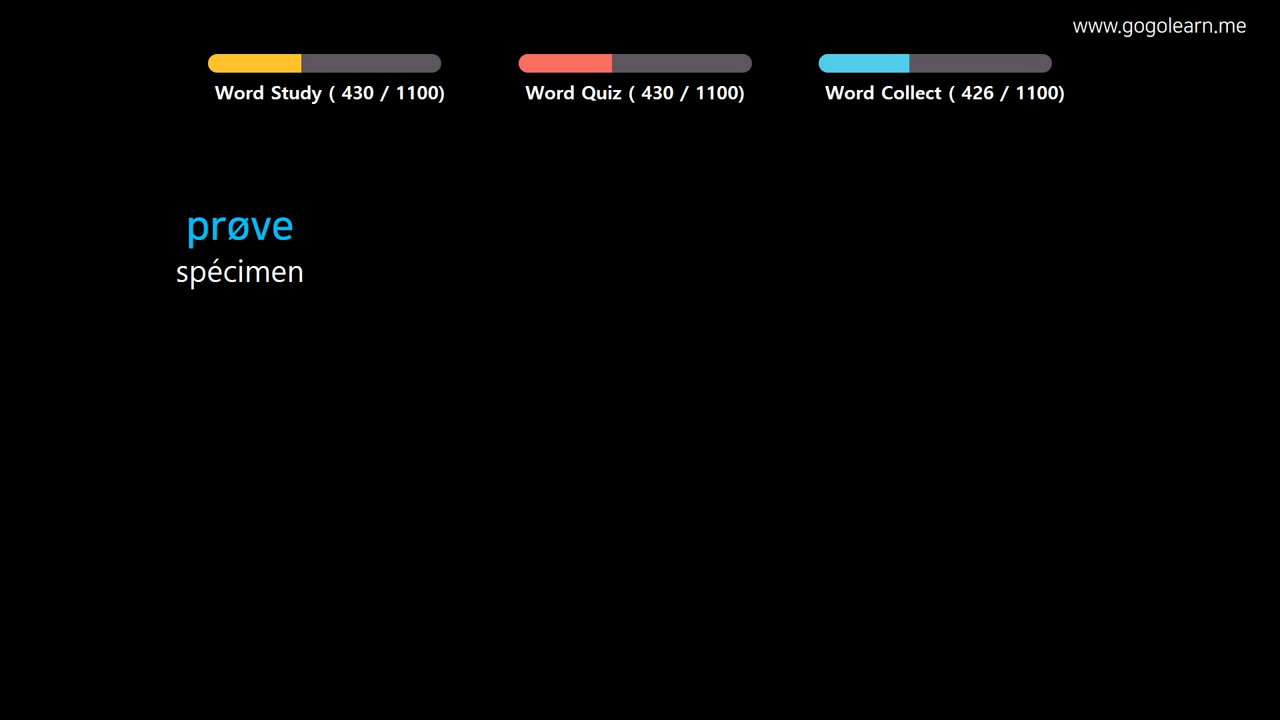 www.gogolearn.me
Word Study ( 430 / 1100)
Word Quiz ( 430 / 1100)
Word Collect ( 426 / 1100)
prøve
spécimen